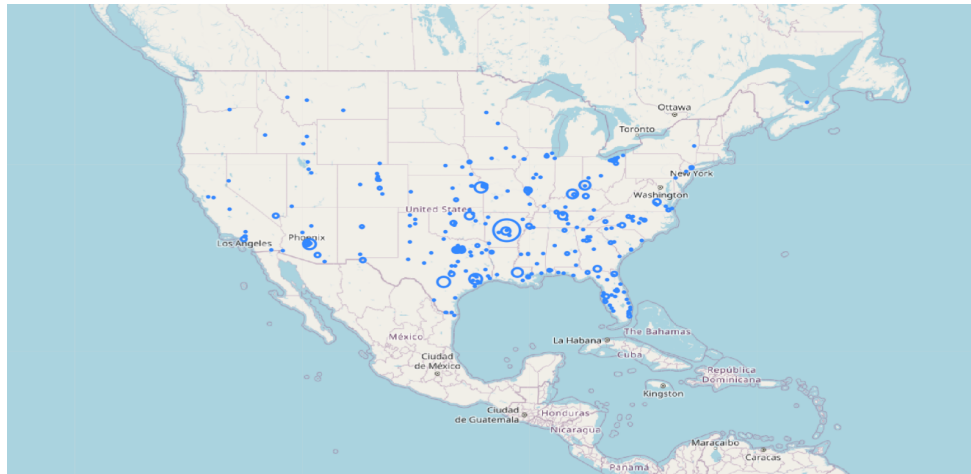 Ottawa
Toronto
New York
Washington
United States
Los Angeles
Phoenix
The Bahamas
La Habana
Cuba
México
Ciudad
de México
República
Dominicana
Kingston
Ciudad
de Guatemala
Honduras
Nicaragua
Maracaibo
Caracas
Panamá